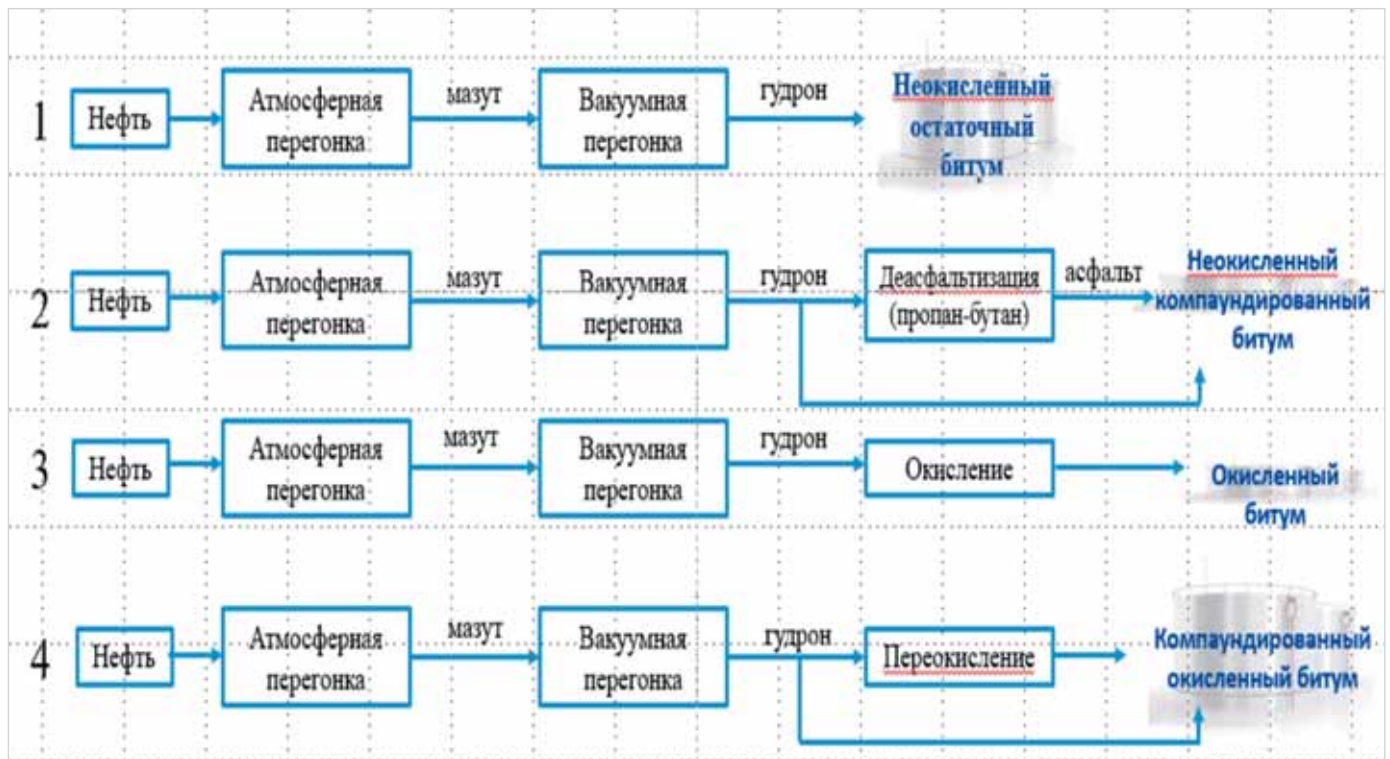 1
Нефть
Атмосферная
перегонка
мазут
Вакуумная
перегонка
гудрон
Неокисленный
остаточный
битум
2
Нефть
Атмосферная
перегонка
мазут
Вакуумная
перегонка
гудрон
Деасфальтизация
(пропан-бутан)
асфальт
Неокисленный
компаундированный
битум
3
Нефть
Атмосферная
перегонка
мазут
Вакуумная
перегонка
гудрон
Окисление
Окисленный
битум
4
Нефть
Атмосферная
перегонка
мазут
Вакуумная
перегонка
гудрон
Переокисление
Компаундированный
окисленный битум